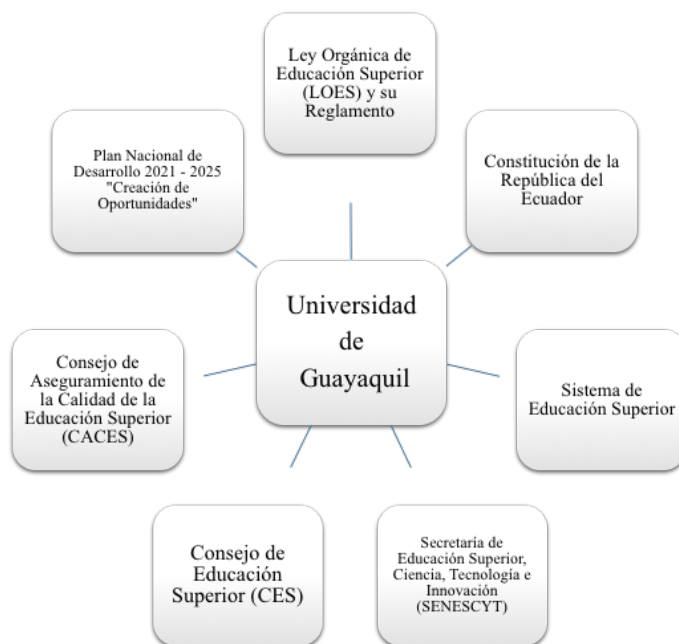 Ley Orgánica de
Educación Superior
(LOES) y su
Reglamento
Plan Nacional de
Desarrollo 2021 - 2025
"Creación de
Oportunidades"
Constitución de la
República del
Ecuador
Universidad
de
Guayaquil
Consejo de
Aseguramiento de
la Calidad de la
Educación Superior
(CACES)
Sistema de
Educación Superior
Consejo de
Educación
Superior (CES)
Secretaría de
Educación Superior,
Ciencia, Tecnología e
Innovación
(SENESCYT)